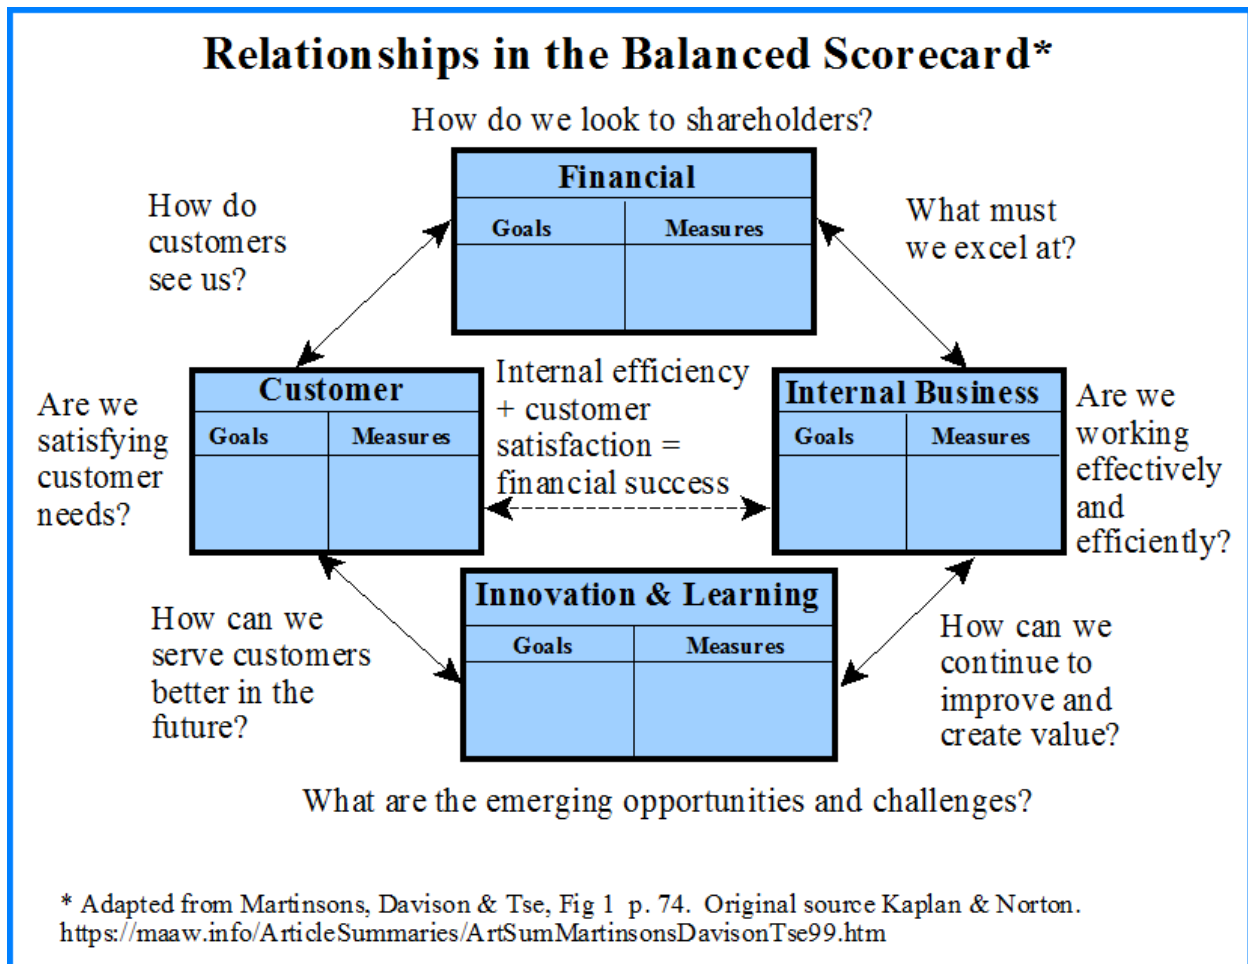 Relationships in the Balanced Scorecard*
How do we look to shareholders?
Financial
Goals Measures
How do
customers
see us?
What must
we excel at?
Customer
Goals Measures
Internal efficiency
+ customer
satisfaction =
financial success
Internal Business
Goals Measures
Are we
satisfying
customer
needs?
Are we
working
effectively
and
efficiently?
Innovation & Learning
Goals Measures
How can we
serve customers
better in the
future?
How can we
continue to
improve and
create value?
What are the emerging opportunities and challenges?
* Adapted from Martinsons, Davison & Tse, Fig 1 p. 74. Original source Kaplan & Norton.
https://maaw.info/ArticleSummaries/ArtSumMartinsonsDavisonTse99.htm